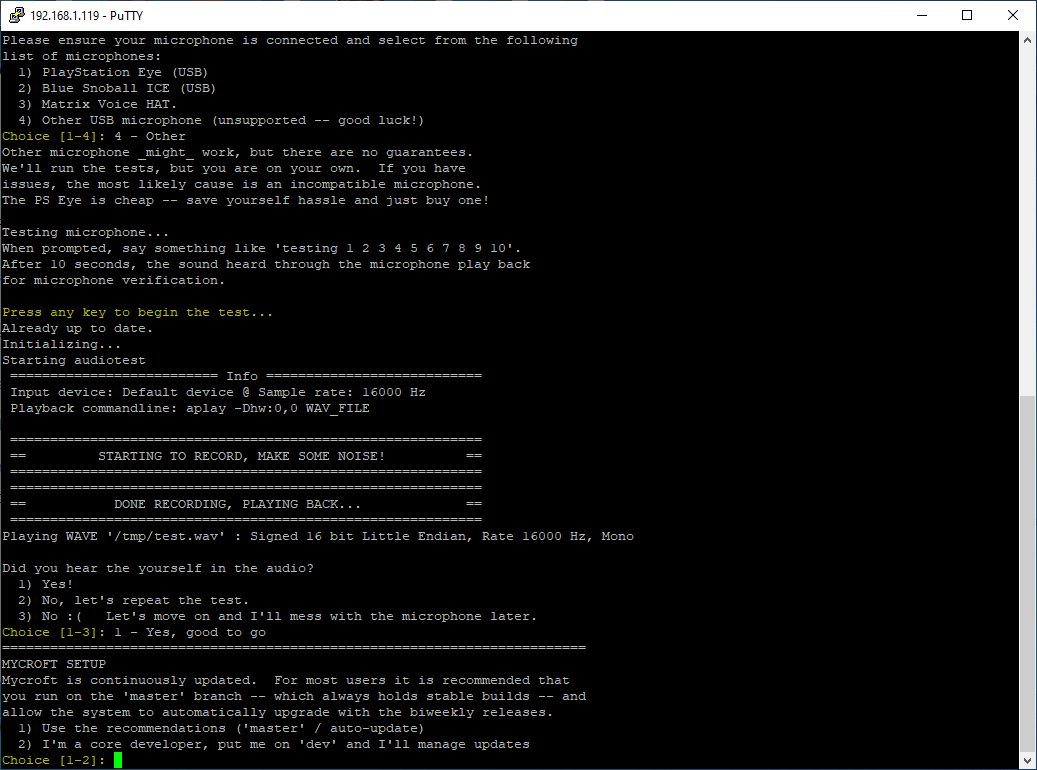 192.168.1.119 - PuTTY
Please ensure your microphone is connected and select from the following
list of microphones:
  1) PlayStation Eye (USB)
  2) Blue Snoball ICE (USB)
  3) Matrix Voice HAT.
  4) Other USB microphone (unsupported -- good luck!)
Choice [1-4]: 4 - Other
Other microphone _might_ work, but there are no guarantees.
We'll run the tests, but you are on your own.  If you have
issues, the most likely cause is an incompatible microphone.
The PS Eye is cheap -- save yourself hassle and just buy one!

Testing microphone...
When prompted, say something like 'testing 1 2 3 4 5 6 7 8 9 10'.
After 10 seconds, the sound heard through the microphone play back
for microphone verification.

Press any key to begin the test...
Already up to date.
Initializing...
Starting audiotest
 ========================== Info ===========================
 Input device: Default device @ Sample rate: 16000 Hz
 Playback commandline: aplay -Dhw:0,0 WAV_FILE

 ===========================================================
 ==         STARTING TO RECORD, MAKE SOME NOISE!          ==
 ===========================================================
 ===========================================================
 ==           DONE RECORDING, PLAYING BACK...             ==
 ===========================================================
Playing WAVE '/tmp/test.wav' : Signed 16 bit Little Endian, Rate 16000 Hz, Mono

Did you hear the yourself in the audio?
  1) Yes!
  2) No, let's repeat the test.
  3) No :(   Let's move on and I'll mess with the microphone later.
Choice [1-3]: 1 - Yes, good to go
=========================================================================
MYCROFT SETUP
Mycroft is continuously updated.  For most users it is recommended that
you run on the 'master' branch -- which always holds stable builds -- and
allow the system to automatically upgrade with the biweekly releases.
  1) Use the recommendations ('master' / auto-update)
  2) I'm a core developer, put me on 'dev' and I'll manage updates
Choice [1-2]: